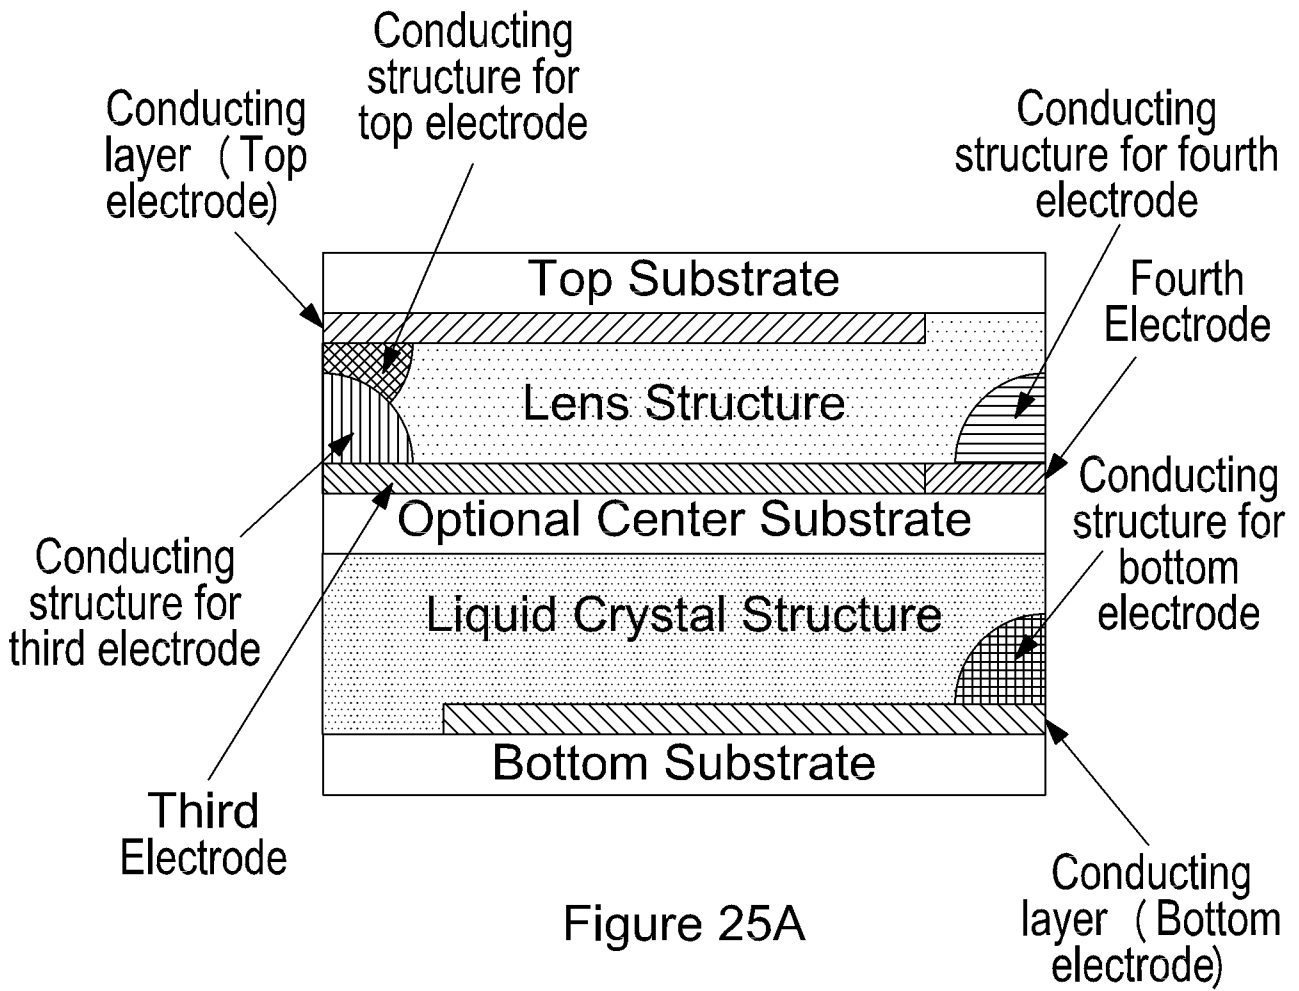 Conducting
structure for
top electrode
Conducting
layer (Top
electrode)
Conducting
structure for fourth
electrode
Top Substrate
Fourth
Electrode
Lens Structure
Conducting
structure for
bottom
electrode
Optional Center Substrate
Conducting
structure for
third electrode
Liquid Crystal Structure
Bottom Substrate
Third
Electrode
Conducting
layer (Bottom
electrode)
Figure 25A